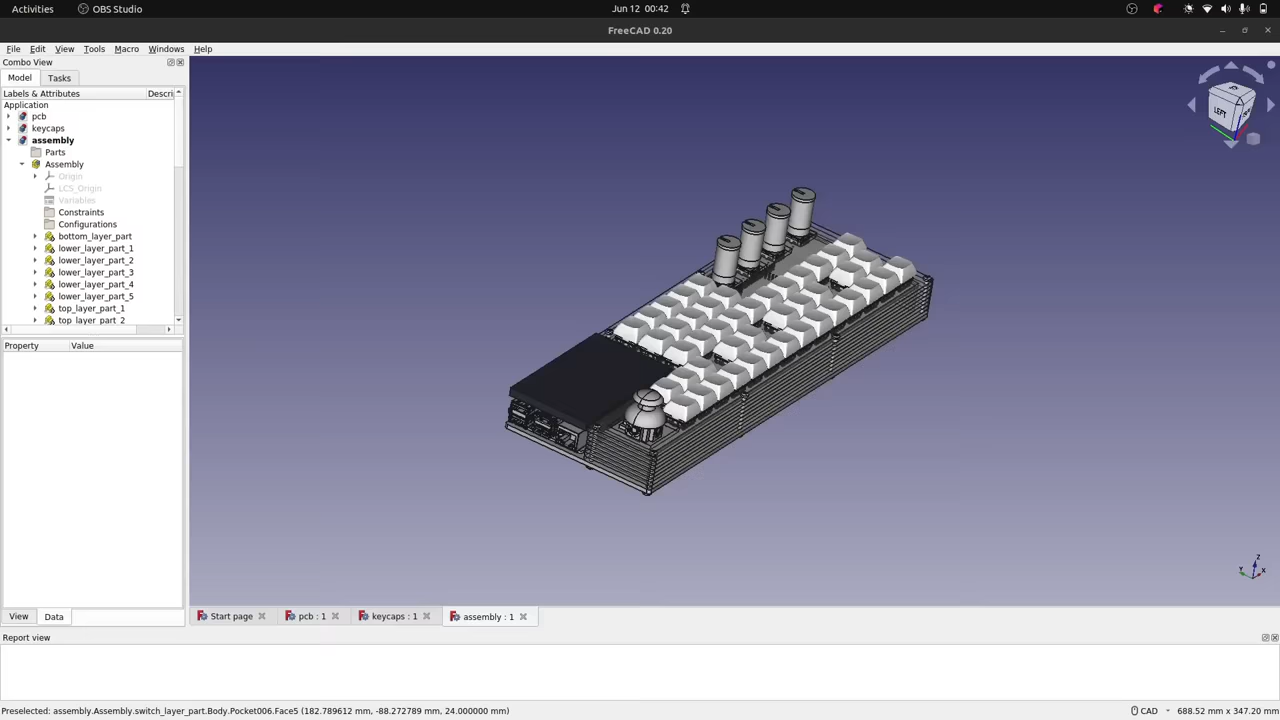 Activities OBS Studio Jun 12 00:42
FreeCAD 0.20
File Edit View Tools Macro Windows Help
Combo View
Model Tasks
Labels & Attributes Descri
Application
pcb
keycaps
assembly
Parts
Assembly
Origin
LCS_Origin
Variables
Constraints
Configurations
bottom_layer_part
lower_layer_part_1
lower_layer_part_2
lower_layer_part_3
lower_layer_part_4
lower_layer_part_5
top_layer_part_1
top_layer_part_2
Property Value
LEFT
Z
Y X
View Data
Start page pcb : 1 keycaps : 1 assembly : 1
Report view
Preselected: assembly.Assembly.switch_layer_part.Body.Pocket006.Face5 (182.789612 mm, -88.272789 mm, 24.000000 mm) CAD 688.52 mm x 347.20 mm